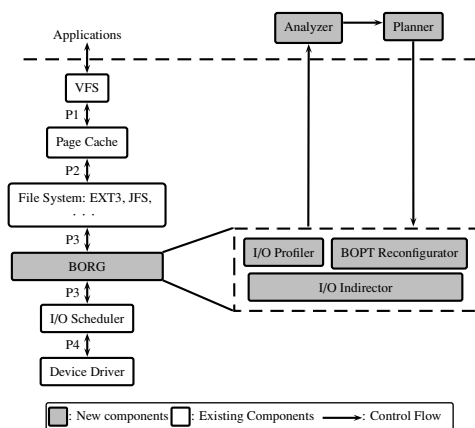 Applications
Analyzer
Planner
VFS
P1
Page Cache
P2
File System: EXT3, JFS,
. . .
P3
BORG
P3
I/O Scheduler
P4
Device Driver
I/O Profiler
BOPT Reconfigurator
I/O Indirector
: New components
: Existing Components
: Control Flow